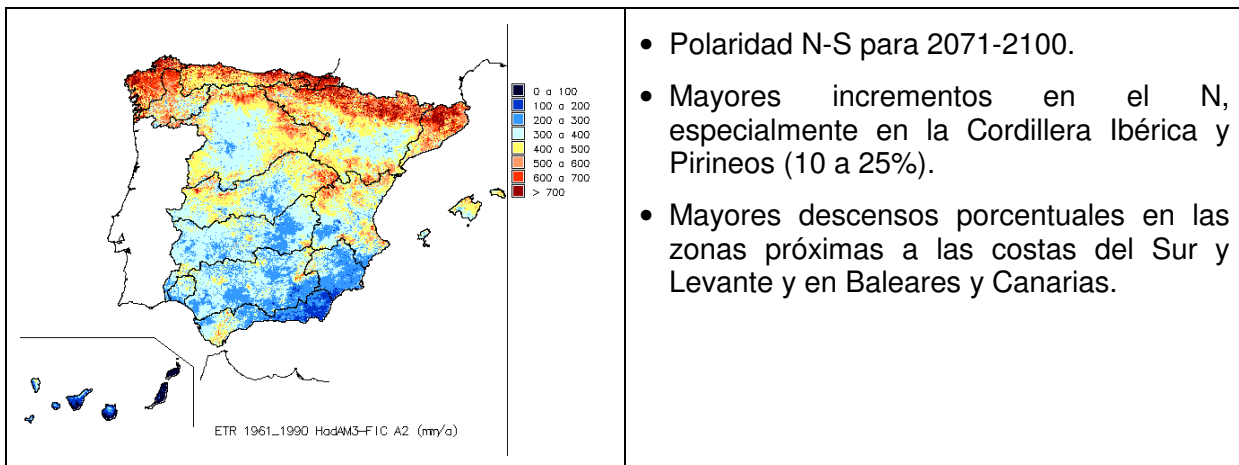 0 a 100
100 a 200
200 a 300
300 a 400
400 a 500
500 a 600
600 a 700
> 700
ETR 1961_1990 HadAM3-FIC A2 (mm/a)
• Polaridad N-S para 2071-2100.
• Mayores incrementos en el N,
especialmente en la Cordillera Ibérica y
Pirineos (10 a 25%).
• Mayores descensos porcentuales en las
zonas próximas a las costas del Sur y
Levante y en Baleares y Canarias.